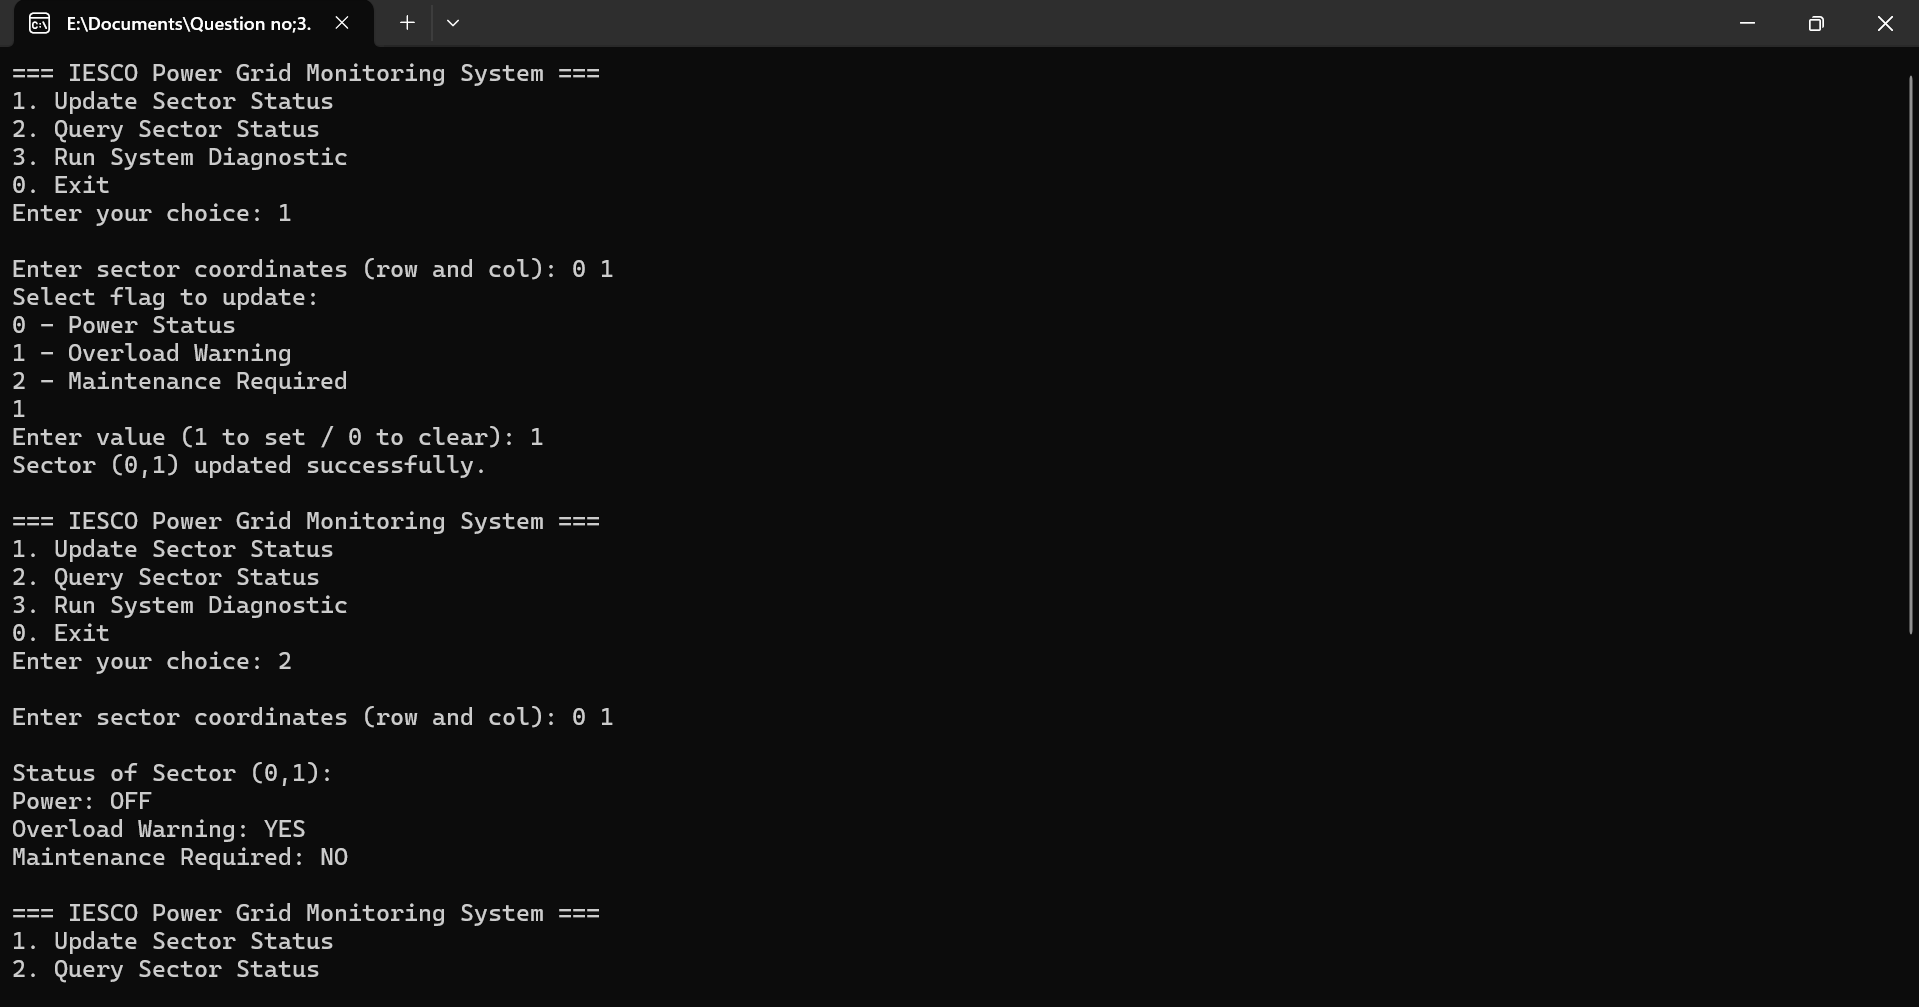 E:\Documents\Question no;3.
=== IESCO Power Grid Monitoring System ===
1. Update Sector Status
2. Query Sector Status
3. Run System Diagnostic
0. Exit
Enter your choice: 1
Enter sector coordinates (row and col): 0 1
Select flag to update:
0 - Power Status
1 - Overload Warning
2 - Maintenance Required
1
Enter value (1 to set / 0 to clear): 1
Sector (0,1) updated successfully.
=== IESCO Power Grid Monitoring System ===
1. Update Sector Status
2. Query Sector Status
3. Run System Diagnostic
0. Exit
Enter your choice: 2
Enter sector coordinates (row and col): 0 1
Status of Sector (0,1):
Power: OFF
Overload Warning: YES
Maintenance Required: NO
=== IESCO Power Grid Monitoring System ===
1. Update Sector Status
2. Query Sector Status